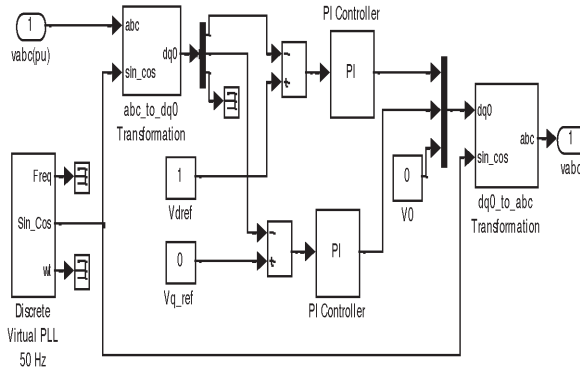 PI Controller
1
vabc(pu)
abc
sin_cos
dq0
abc_to_dq0
Transformation
PI
dq0
sin_cos
abc
dq0_to_abc
Transformation
1
vabc
1
Vdref
0
V0
Freq
Sin_Cos
wt
Discrete
Virtual PLL
50 Hz
0
Vq_ref
PI
PI Controller